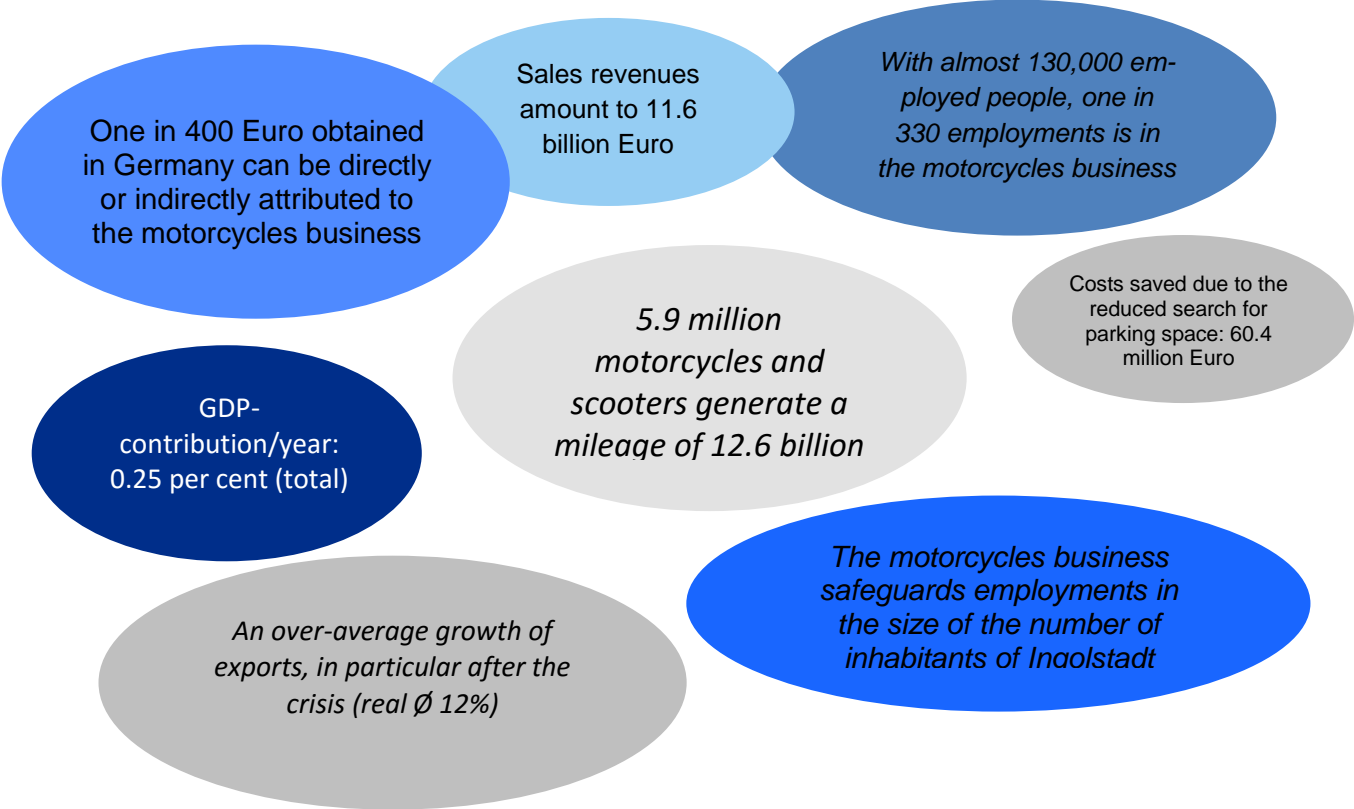 One in 400 Euro obtained
in Germany can be directly
or indirectly attributed to
the motorcycles business
Sales revenues
amount to 11.6
billion Euro
With almost 130,000 em-
ployed people, one in
330 employments is in
the motorcycles business
Costs saved due to the
reduced search for
parking space: 60.4
million Euro
5.9 million
motorcycles and
scooters generate a
mileage of 12.6 billion
GDP-
contribution/year:
0.25 per cent (total)
The motorcycles business
safeguards employments in
the size of the number of
inhabitants of Ingolstadt
An over-average growth of
exports, in particular after the
crisis (real Ø 12%)